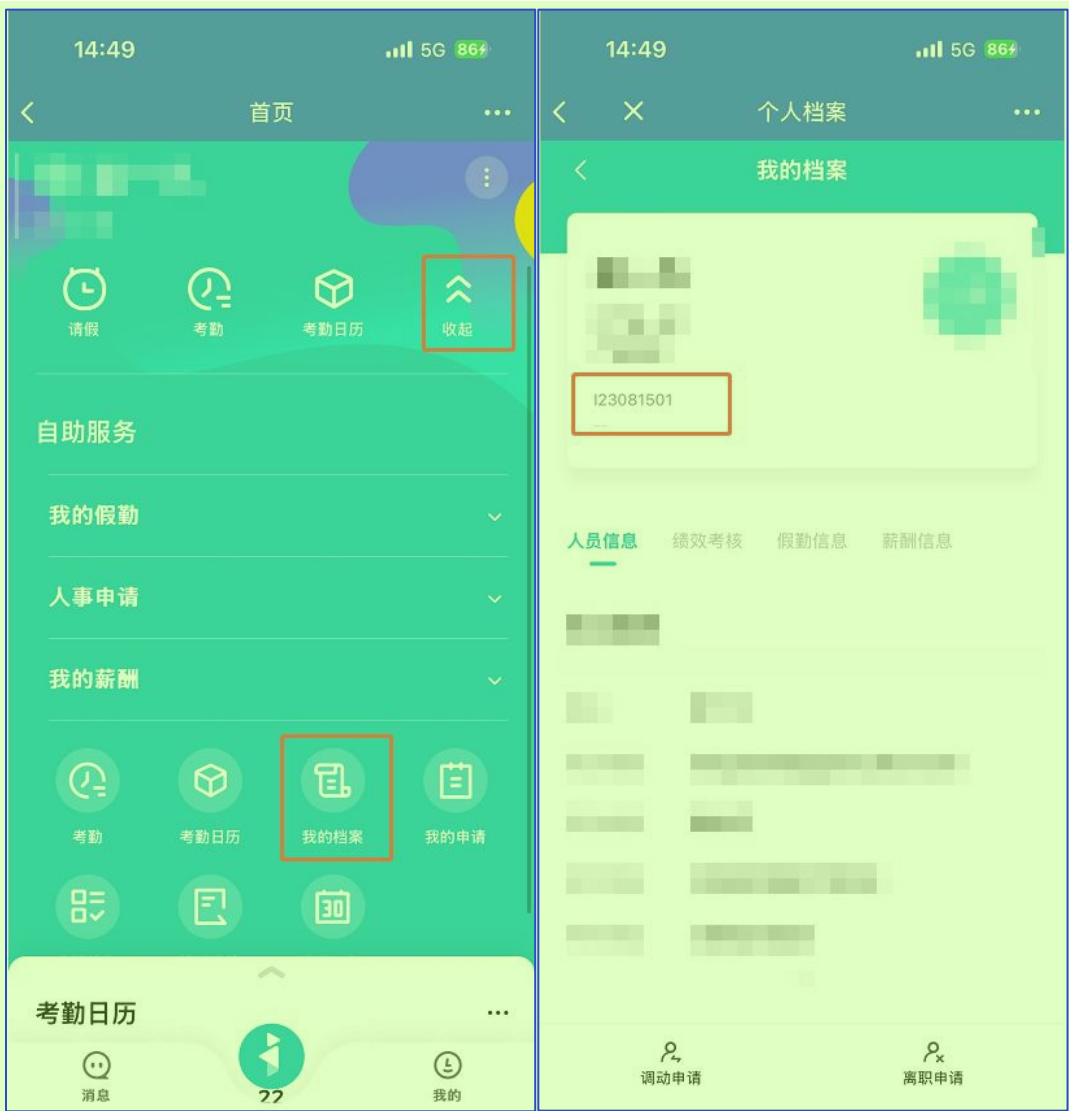 14:49
5G 86
首页
请假
考勤
考勤日历
收起
自助服务
我的假勤
人事申请
我的薪酬
考勤
考勤日历
我的档案
我的申请
30
考勤日历
消息
22
我的
14:49
5G 86
个人档案
我的档案
I23081501
人员信息
绩效考核
假勤信息
薪酬信息
调动申请
离职申请